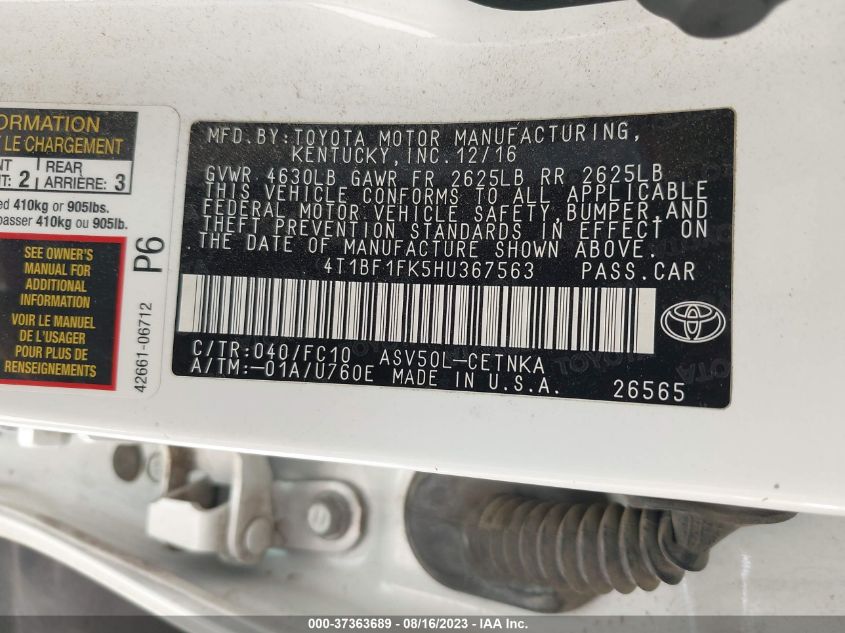 ORMATION
LE CHARGEMENT
NT : 2 REAR
ARRIÈRE: 3
ed 410kg or 905lbs.
passer 410kg ou 905lb.
SEE OWNER'S
MANUAL FOR
ADDITIONAL
INFORMATION
VOIR LE MANUEL
DE L'USAGER
POUR PLUS DE
RENSEIGNEMENTS
42661-06712 P6
MFD.BY:TOYOTA MOTOR MANUFACTURING,
KENTUCKY, INC.12/16
GVWR 4630LB GAWR FR 2625LB RR 2625LB
THIS VEHICLE CONFORMS TO ALL APPLICABLE
FEDERAL MOTOR VEHICLE SAFETY,BUMPER,AND
THEFT PREVENTION STANDARDS IN EFFECT ON
THE DATE OF MANUFACTURE SHOWN ABOVE.
4T1BF1FK5HU367563 PASS.CAR
C/TR:040/FC10 ASV50L-CETNKA
A/TM:-01A/U760E MADE IN U.S.A. 26565
000-37363689 - 08/16/2023 - IAA Inc.